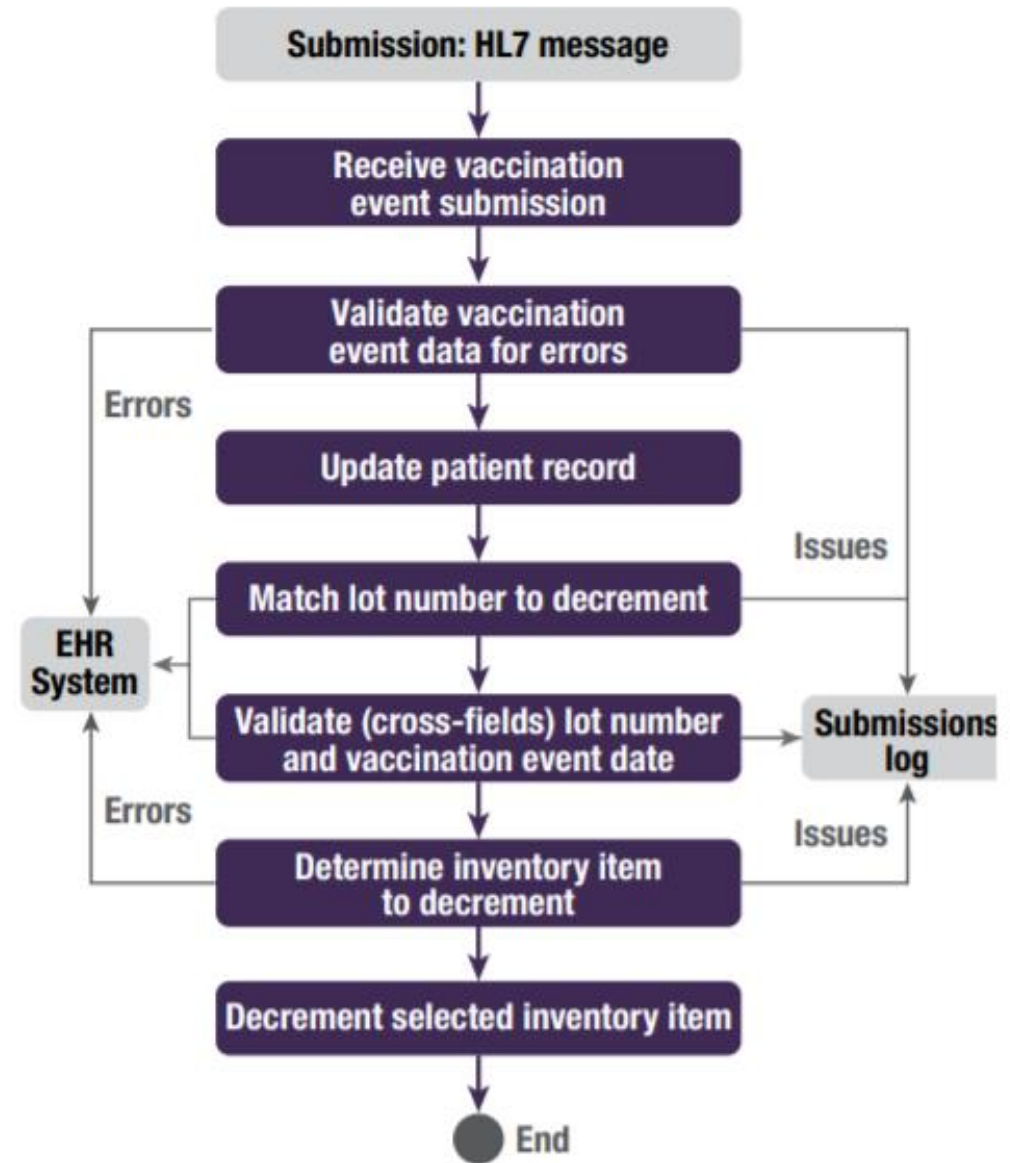 Submission: HL7 message
Receive vaccination
event submission
Validate vaccination
event data for errors
Errors
Update patient record
Issues
Match lot number to decrement
EHR
System
Validate (cross-fields) lot number
and vaccination event date
Submissions
log
Errors
Issues
Determine inventory item
to decrement
Decrement selected inventory item
End